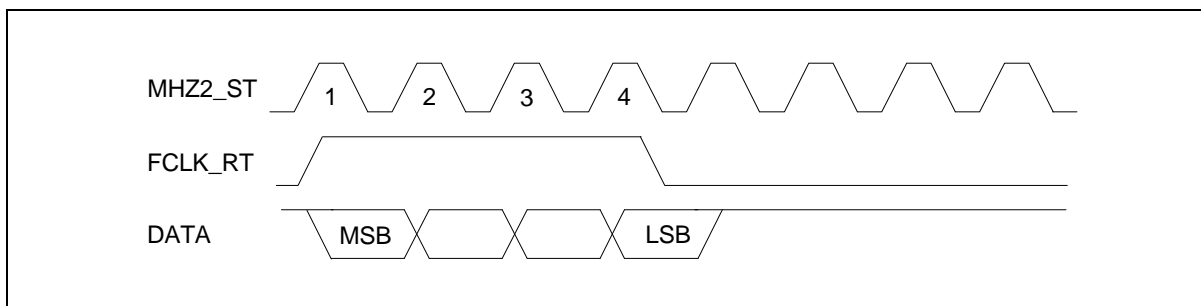 MHZ2_ST
1 2 3 4
FCLK_RT
DATA
MSB LSB